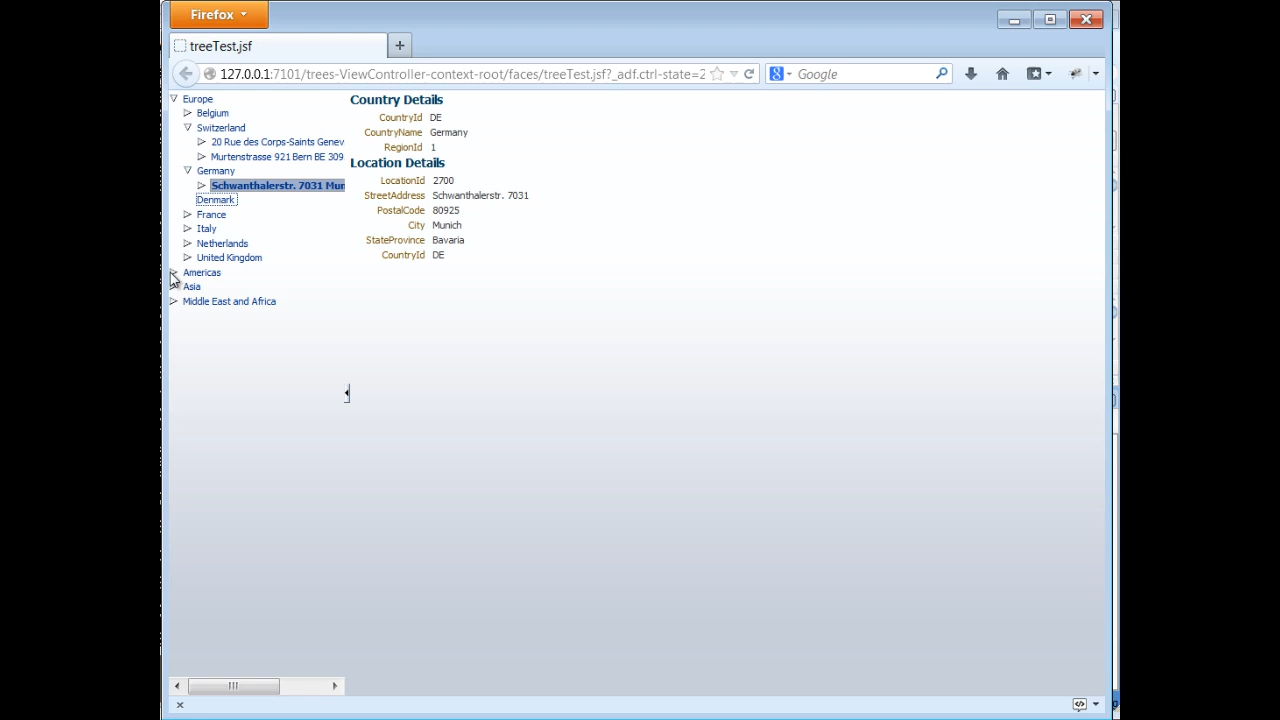 Firefox
treeTest.jsf
127.0.0.1:7101/trees-ViewController-context-root/faces/treeTest.jsf?_adf.ctrl-state=2
Google
Europe
Belgium
Switzerland
20 Rue des Corps-Saints Genev
Murtenstrasse 921 Bern BE 309
Germany
Schwanthalerstr. 7031 Mun
Denmark
France
Italy
Netherlands
United Kingdom
Americas
Asia
Middle East and Africa
Country Details
CountryId DE
CountryName Germany
RegionId 1
Location Details
LocationId 2700
StreetAddress Schwanthalerstr. 7031
PostalCode 80925
City Munich
StateProvince Bavaria
CountryId DE